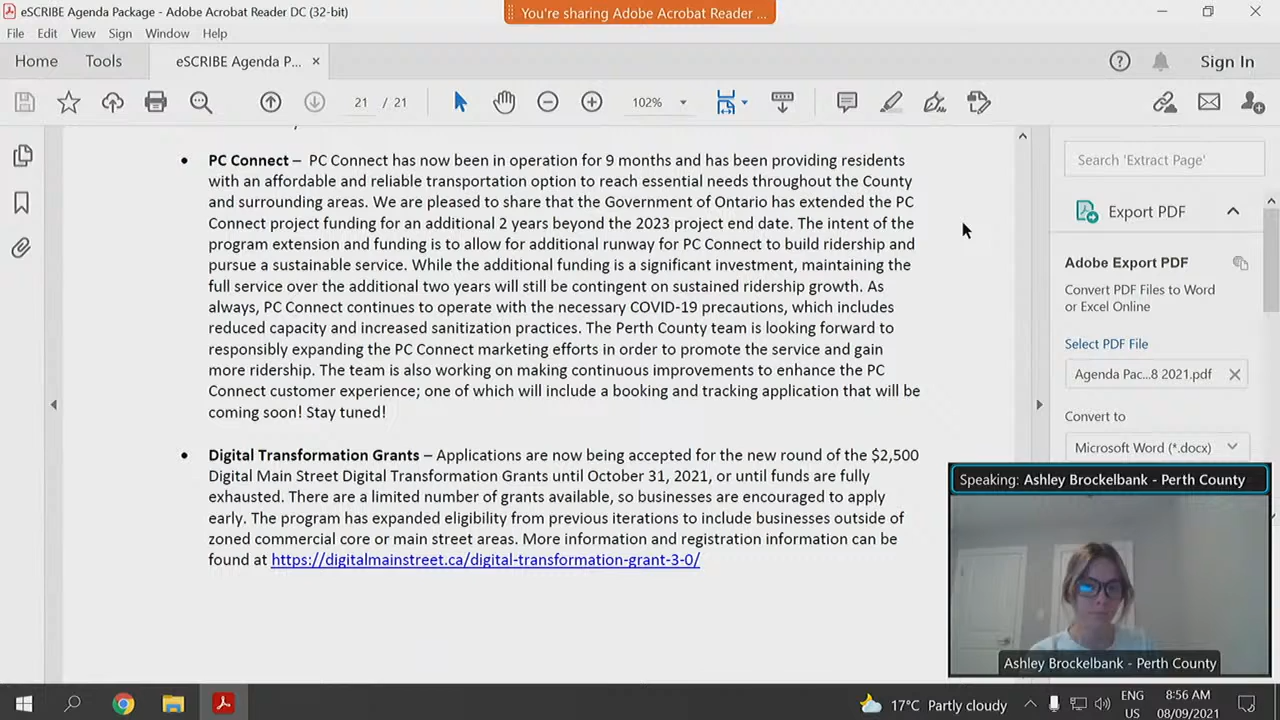 eSCRIBE Agenda Package - Adobe Acrobat Reader DC (32-bit)
You're sharing Adobe Acrobat Reader ...
File Edit View Sign Window Help
Home Tools eSCRIBE Agenda P... × Sign In
21 / 21 102%
PC Connect – PC Connect has now been in operation for 9 months and has been providing residents
with an affordable and reliable transportation option to reach essential needs throughout the County
and surrounding areas. We are pleased to share that the Government of Ontario has extended the PC
Connect project funding for an additional 2 years beyond the 2023 project end date. The intent of the
program extension and funding is to allow for additional runway for PC Connect to build ridership and
pursue a sustainable service. While the additional funding is a significant investment, maintaining the
full service over the additional two years will still be contingent on sustained ridership growth. As
always, PC Connect continues to operate with the necessary COVID-19 precautions, which includes
reduced capacity and increased sanitization practices. The Perth County team is looking forward to
responsibly expanding the PC Connect marketing efforts in order to promote the service and gain
more ridership. The team is also working on making continuous improvements to enhance the PC
Connect customer experience; one of which will include a booking and tracking application that will be
coming soon! Stay tuned!
Digital Transformation Grants – Applications are now being accepted for the new round of the $2,500
Digital Main Street Digital Transformation Grants until October 31, 2021, or until funds are fully
exhausted. There are a limited number of grants available, so businesses are encouraged to apply
early. The program has expanded eligibility from previous iterations to include businesses outside of
zoned commercial core or main street areas. More information and registration information can be
found at https://digitalmainstreet.ca/digital-transformation-grant-3-0/
Search 'Extract Page'
Export PDF
Adobe Export PDF
Convert PDF Files to Word
or Excel Online
Select PDF File
Agenda Pac...8 2021.pdf
Convert to
Microsoft Word (*.docx)
Speaking: Ashley Brockelbank - Perth County
Ashley Brockelbank - Perth County
17°C Partly cloudy
ENG
US
8:56 AM
08/09/2021